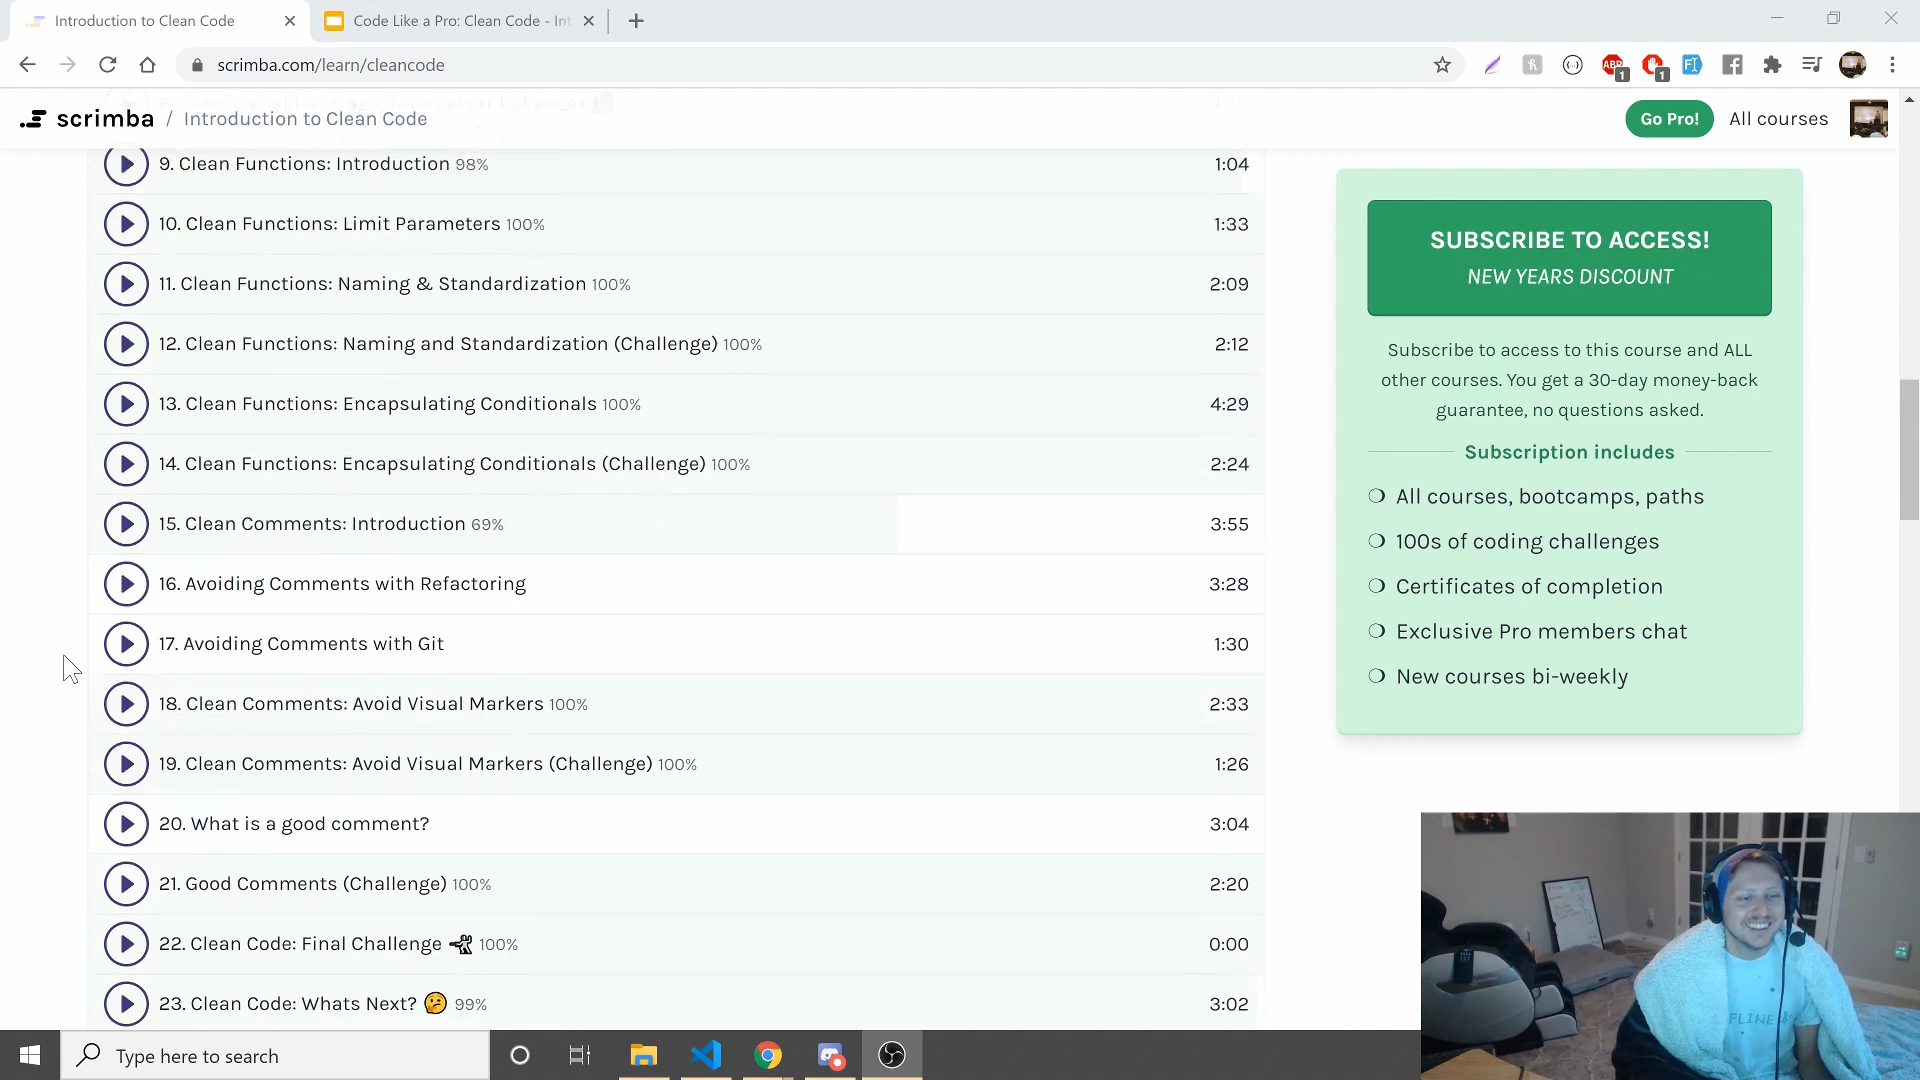 Introduction to Clean Code
Code Like a Pro: Clean Code - Int
scrimba.com/learn/cleancode
ABP
1
1
scrimba / Introduction to Clean Code
Go Pro!
All courses
9. Clean Functions: Introduction 98%
1:04
10. Clean Functions: Limit Parameters 100%
1:33
11. Clean Functions: Naming & Standardization 100%
2:09
12. Clean Functions: Naming and Standardization (Challenge) 100%
2:12
13. Clean Functions: Encapsulating Conditionals 100%
4:29
14. Clean Functions: Encapsulating Conditionals (Challenge) 100%
2:24
15. Clean Comments: Introduction 69%
3:55
16. Avoiding Comments with Refactoring
3:28
17. Avoiding Comments with Git
1:30
18. Clean Comments: Avoid Visual Markers 100%
2:33
19. Clean Comments: Avoid Visual Markers (Challenge) 100%
1:26
20. What is a good comment?
3:04
21. Good Comments (Challenge) 100%
2:20
22. Clean Code: Final Challenge 100%
0:00
23. Clean Code: Whats Next? 🤔 99%
3:02
SUBSCRIBE TO ACCESS!
NEW YEARS DISCOUNT
Subscribe to access to this course and ALL
other courses. You get a 30-day money-back
guarantee, no questions asked.
Subscription includes
All courses, bootcamps, paths
100s of coding challenges
Certificates of completion
Exclusive Pro members chat
New courses bi-weekly
Type here to search